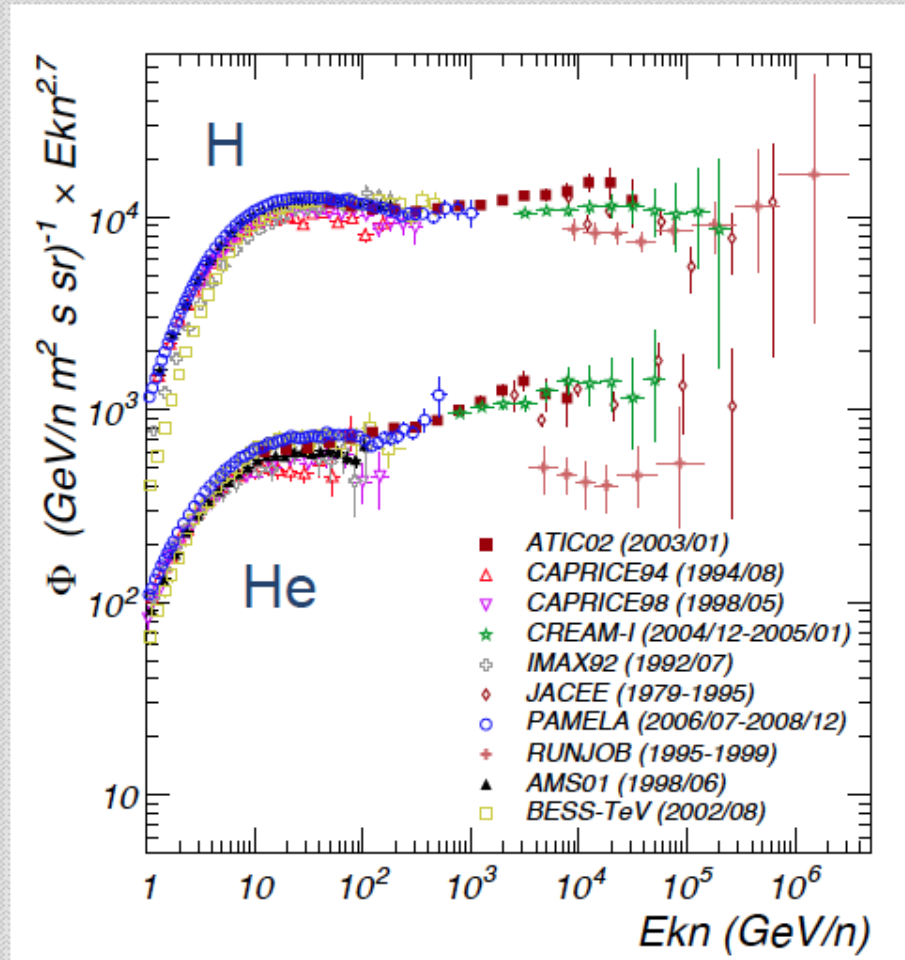 H
He
Φ (GeV/n m² s sr)⁻¹ × Ekn²·⁷
10⁴
10³
10²
10
ATIC02 (2003/01)
CAPRICE94 (1994/08)
CAPRICE98 (1998/05)
CREAM-I (2004/12-2005/01)
IMAX92 (1992/07)
JACEE (1979-1995)
PAMELA (2006/07-2008/12)
RUNJOB (1995-1999)
AMS01 (1998/06)
BESS-TeV (2002/08)
1 10 10² 10³ 10⁴ 10⁵ 10⁶
Ekn (GeV/n)